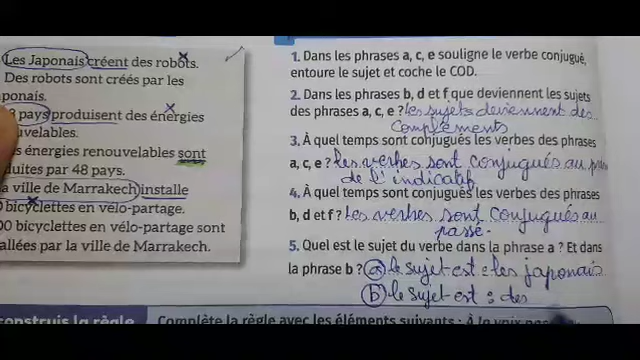 Les Japonais créent des robots.
Des robots sont créés par les
ponais.
pays produisent des énergies
uvelables.
s énergies renouvelables sont
duites par 48 pays.
a ville de Marrakech installe
bicyclettes en vélo-partage.
00 bicyclettes en vélo-partage sont
allées par la ville de Marrakech.
1. Dans les phrases a, c, e souligne le verbe conjugué,
entoure le sujet et coche le COD.
2. Dans les phrases b, d et f que deviennent les sujets
des phrases a, c, e ? les sujets deviennent des
compléments
3. À quel temps sont conjugués les verbes des phrases
a, c, e? les verbes sont conjugués au
de l'indicatif
4. À quel temps sont conjugués les verbes des phrases
b, d et f ? Les verbes sont conjugués au
passé.
5. Quel est le sujet du verbe dans la phrase a ? Et dans
la phrase b ? a le sujet est : les japonais
b le sujet est : des
construis la règle
Complète la règle avec les éléments suivants : à la voix